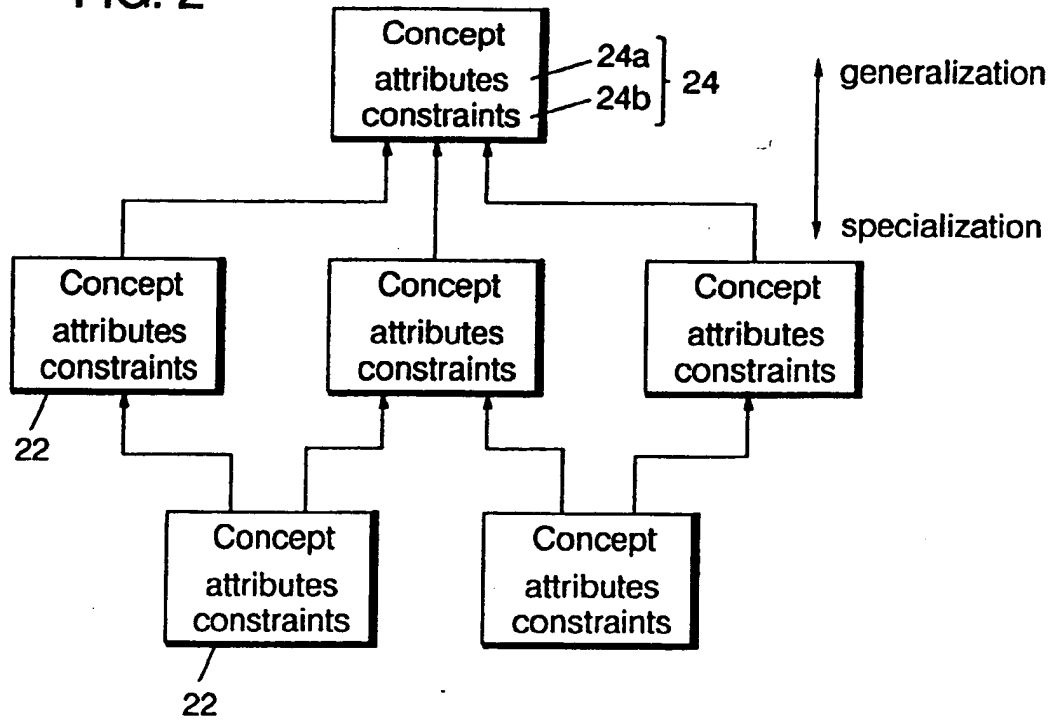 FIG. 2
Concept
attributes
constraints
24a
24b
24
generalization
specialization
Concept
attributes
constraints
22
Concept
attributes
constraints
Concept
attributes
constraints
Concept
attributes
constraints
22
Concept
attributes
constraints